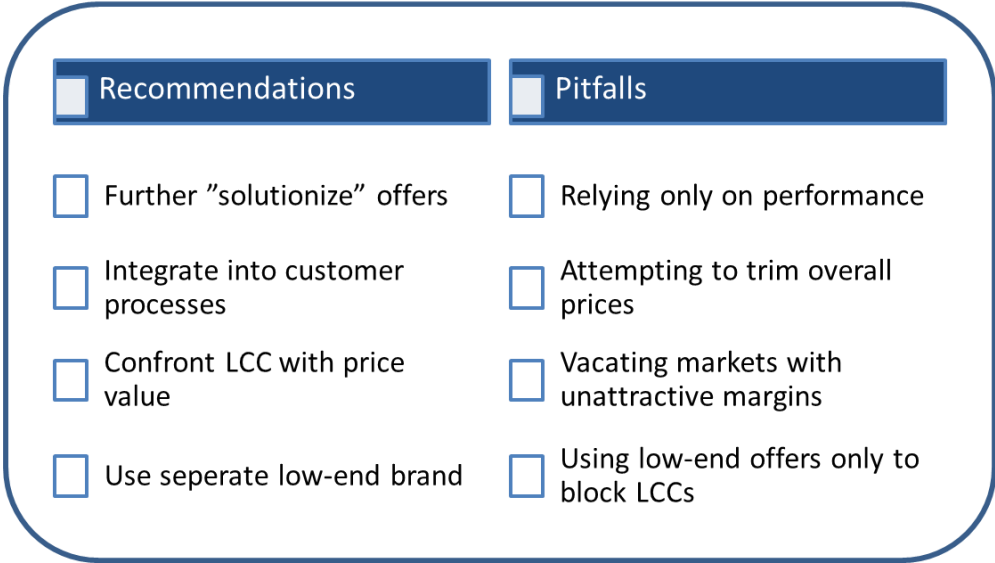 Recommendations
Further ”solutionize” offers
Integrate into customer
processes
Confront LCC with price
value
Use seperate low-end brand
Pitfalls
Relying only on performance
Attempting to trim overall
prices
Vacating markets with
unattractive margins
Using low-end offers only to
block LCCs